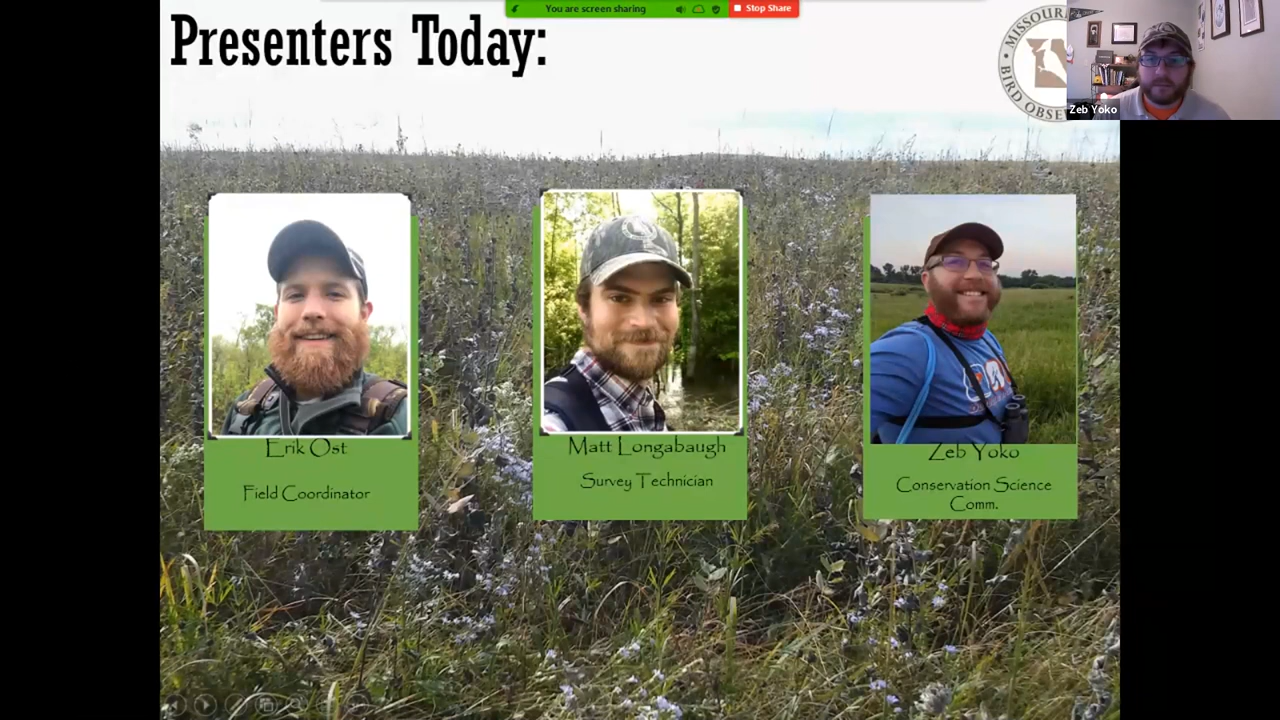 You are screen sharing
Stop Share
Presenters Today:
MISSOURI
BIRD OBSE
Zeb Yoko
Erik Ost
Field Coordinator
Matt Longabaugh
Survey Technician
Zeb Yoko
Conservation Science
Comm.